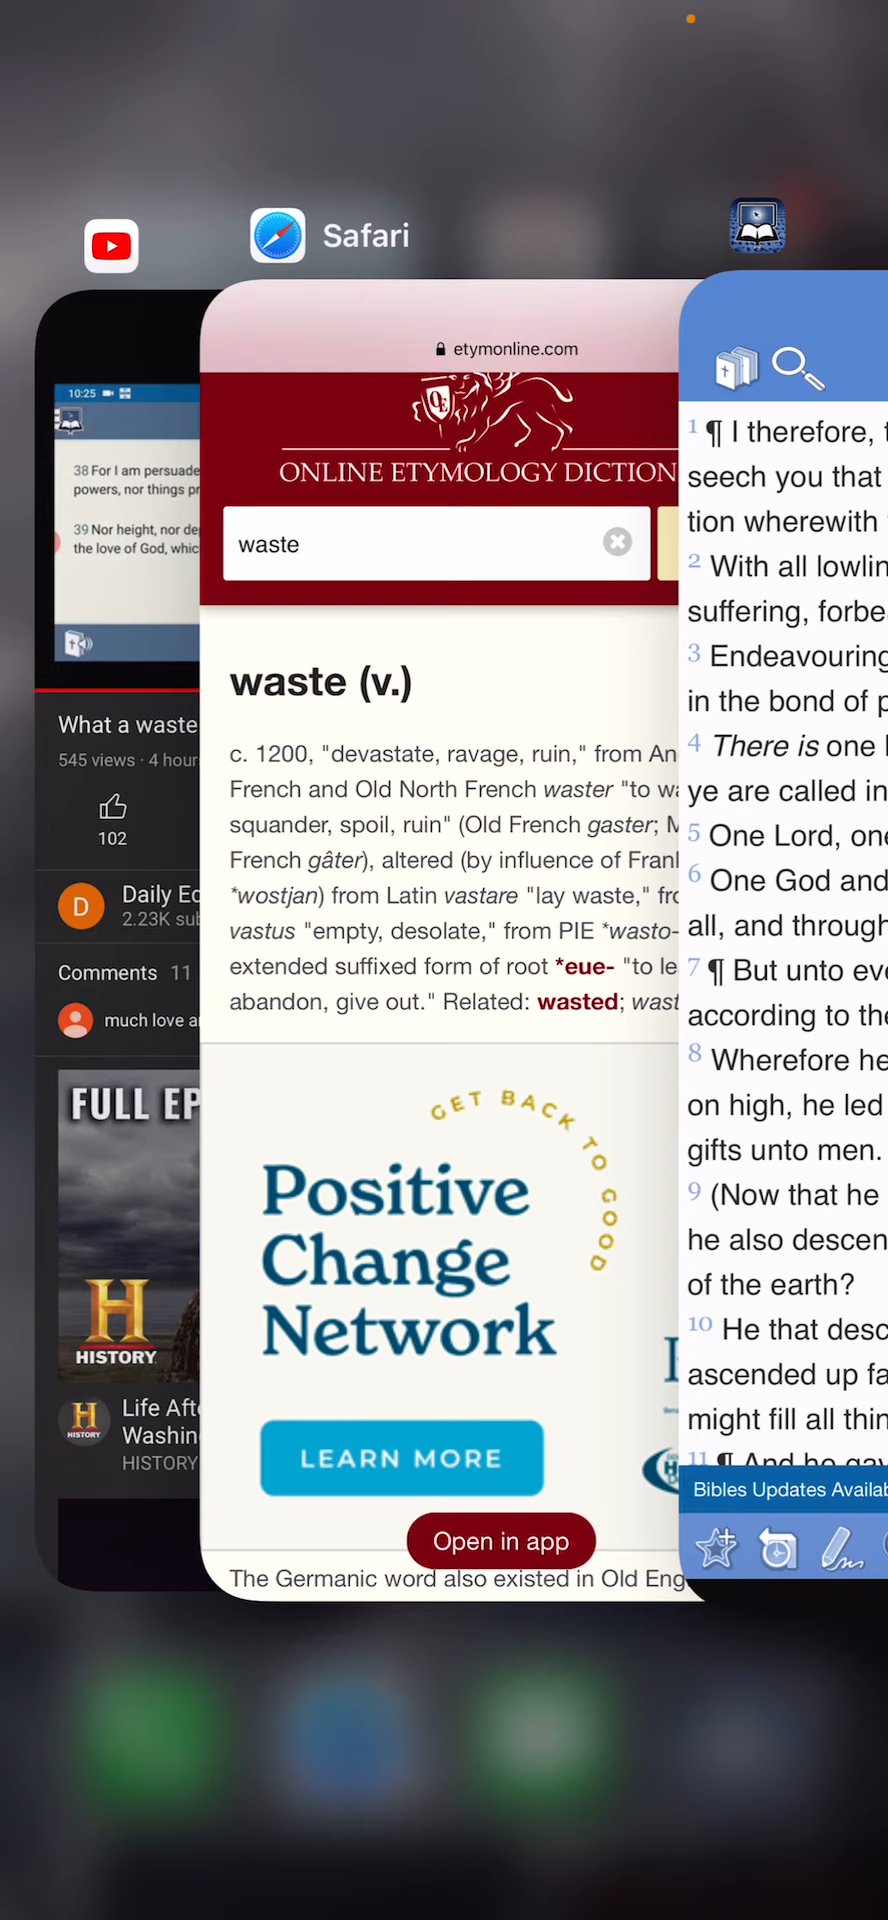 Safari
10:25
38 For I am persuade
powers, nor things pr
39 Nor height, nor de
the love of God, whic
What a waste
545 views · 4 hour
102
D
Daily Ec
2.23K sub
Comments 11
much love a
FULL EP
H
HISTORY
H
HISTORY
Life Aft
Washin
HISTORY
etymonline.com
OE
ONLINE ETYMOLOGY DICTION
waste
waste (v.)
c. 1200, "devastate, ravage, ruin," from An
French and Old North French waster "to wa
squander, spoil, ruin" (Old French gaster; M
French gâter), altered (by influence of Frank
*wostjan) from Latin vastare "lay waste," fro
vastus "empty, desolate," from PIE *wasto-
extended suffixed form of root *eue- "to le
abandon, give out." Related: wasted; wast
GET BACK TO GOOD
Positive
Change
Network
LEARN MORE
Open in app
The Germanic word also existed in Old Eng
1 ¶ I therefore, t
seech you that
tion wherewith
2 With all lowlin
suffering, forbea
3 Endeavouring
in the bond of p
4 There is one
ye are called in
5 One Lord, one
6 One God and
all, and through
7 ¶ But unto eve
according to the
8 Wherefore he
on high, he led
gifts unto men.
9 (Now that he
he also descen
of the earth?
10 He that desc
ascended up fa
might fill all thin
11 ¶ And he gav
Bibles Updates Availab